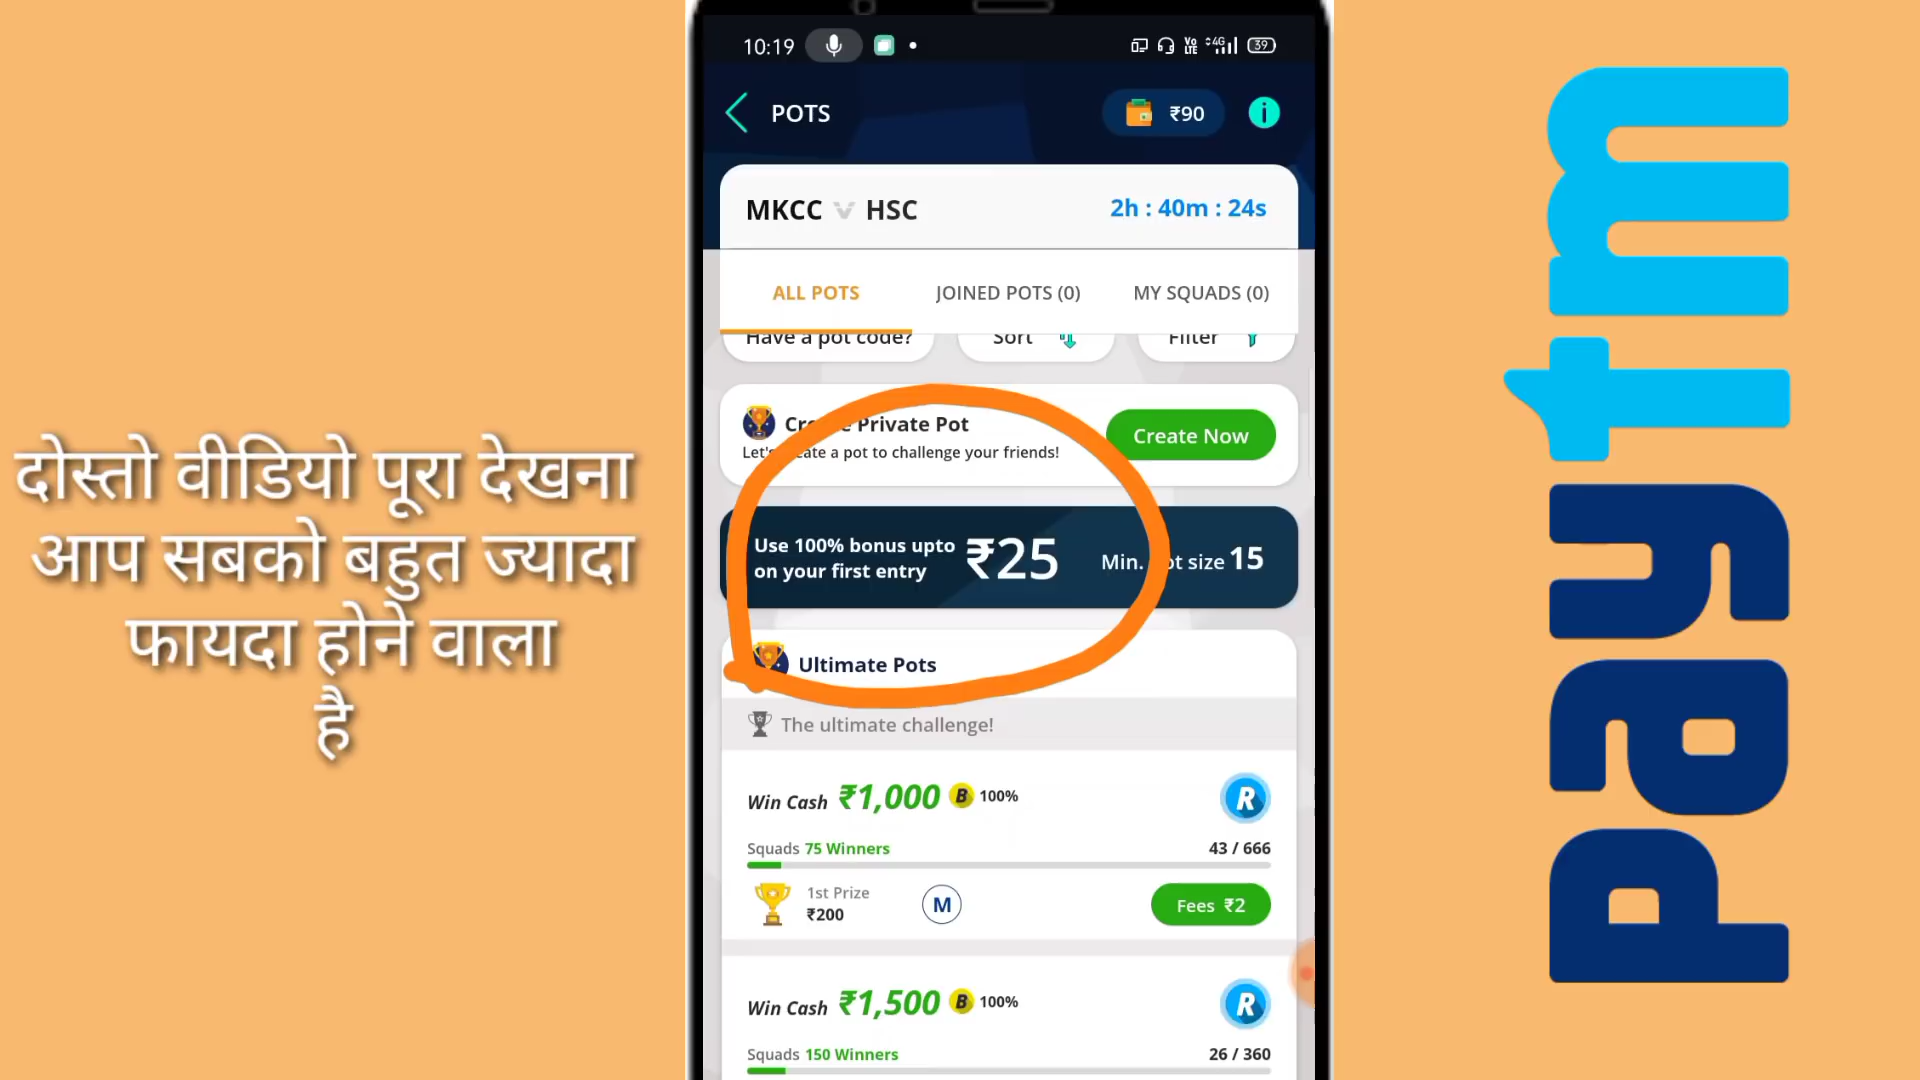 दोस्तो वीडियो पूरा देखना
आप सबको बहुत ज्यादा
फायदा होने वाला
है
10:19
VoLTE 4G 39
POTS
₹90
i
MKCC v HSC
2h : 40m : 24s
ALL POTS
JOINED POTS (0)
MY SQUADS (0)
Have a pot code?
Sort
Filter
Private Pot
your friends!
a pot to challenge
Create Now
Use 100% bonus upto
on your first entry
₹25
Min.
size 15
Ultimate Pots
The ultimate challenge!
Win Cash ₹1,000 B 100%
R
Squads 75 Winners
43 / 666
1st Prize
₹200
M
Fees ₹2
Win Cash ₹1,500 B 100%
R
Squads 150 Winners
26 / 360
paytm